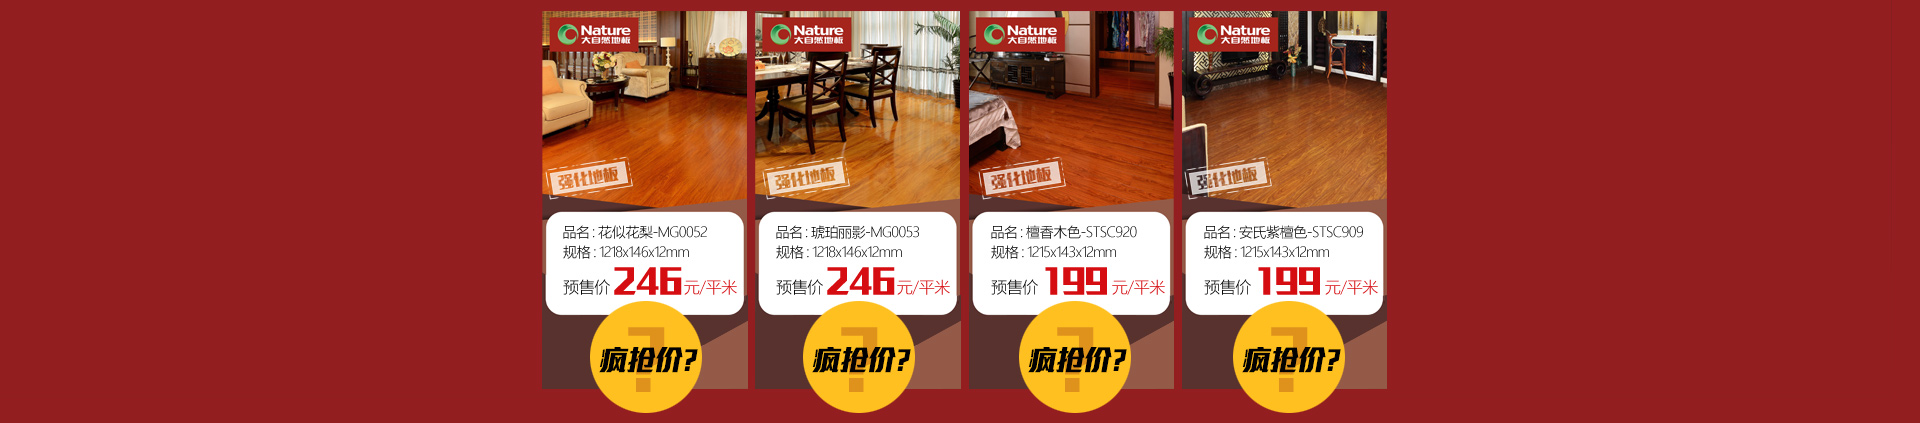 Nature
大自然地板
强化地板
品名：花似花梨-MG0052
规格：1218x146x12mm
预售价 246 元/平米
?
疯抢价?
Nature
大自然地板
强化地板
品名：琥珀丽影-MG0053
规格：1218x146x12mm
预售价 246 元/平米
?
疯抢价?
Nature
大自然地板
强化地板
品名：檀香木色-STSC920
规格：1215x143x12mm
预售价 199 元/平米
?
疯抢价?
Nature
大自然地板
强化地板
品名：安氏紫檀色-STSC909
规格：1215x143x12mm
预售价 199 元/平米
?
疯抢价?